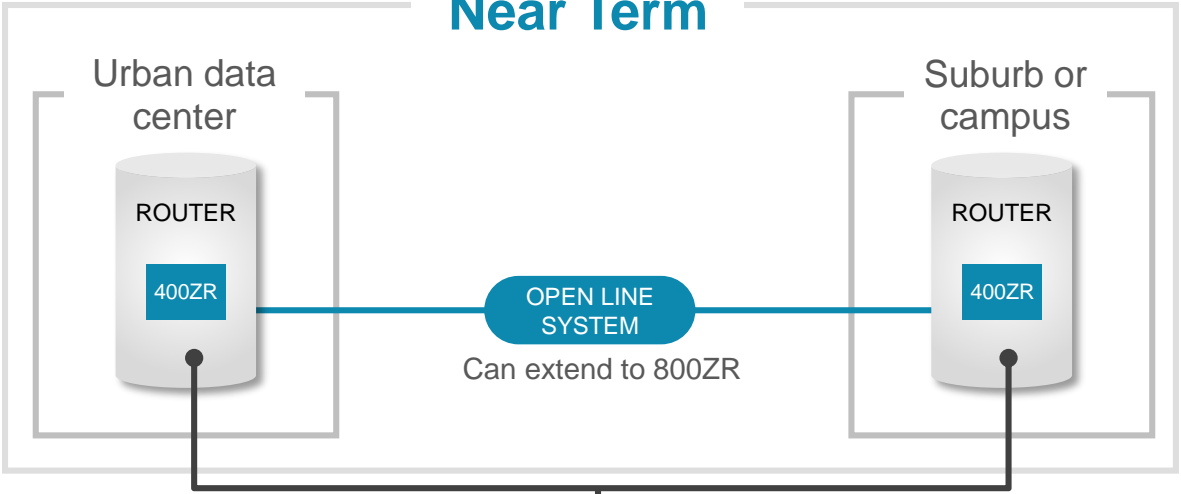 Near Term
Urban data
center
Suburb or
campus
ROUTER
ROUTER
400ZR
400ZR
OPEN LINE
SYSTEM
Can extend to 800ZR